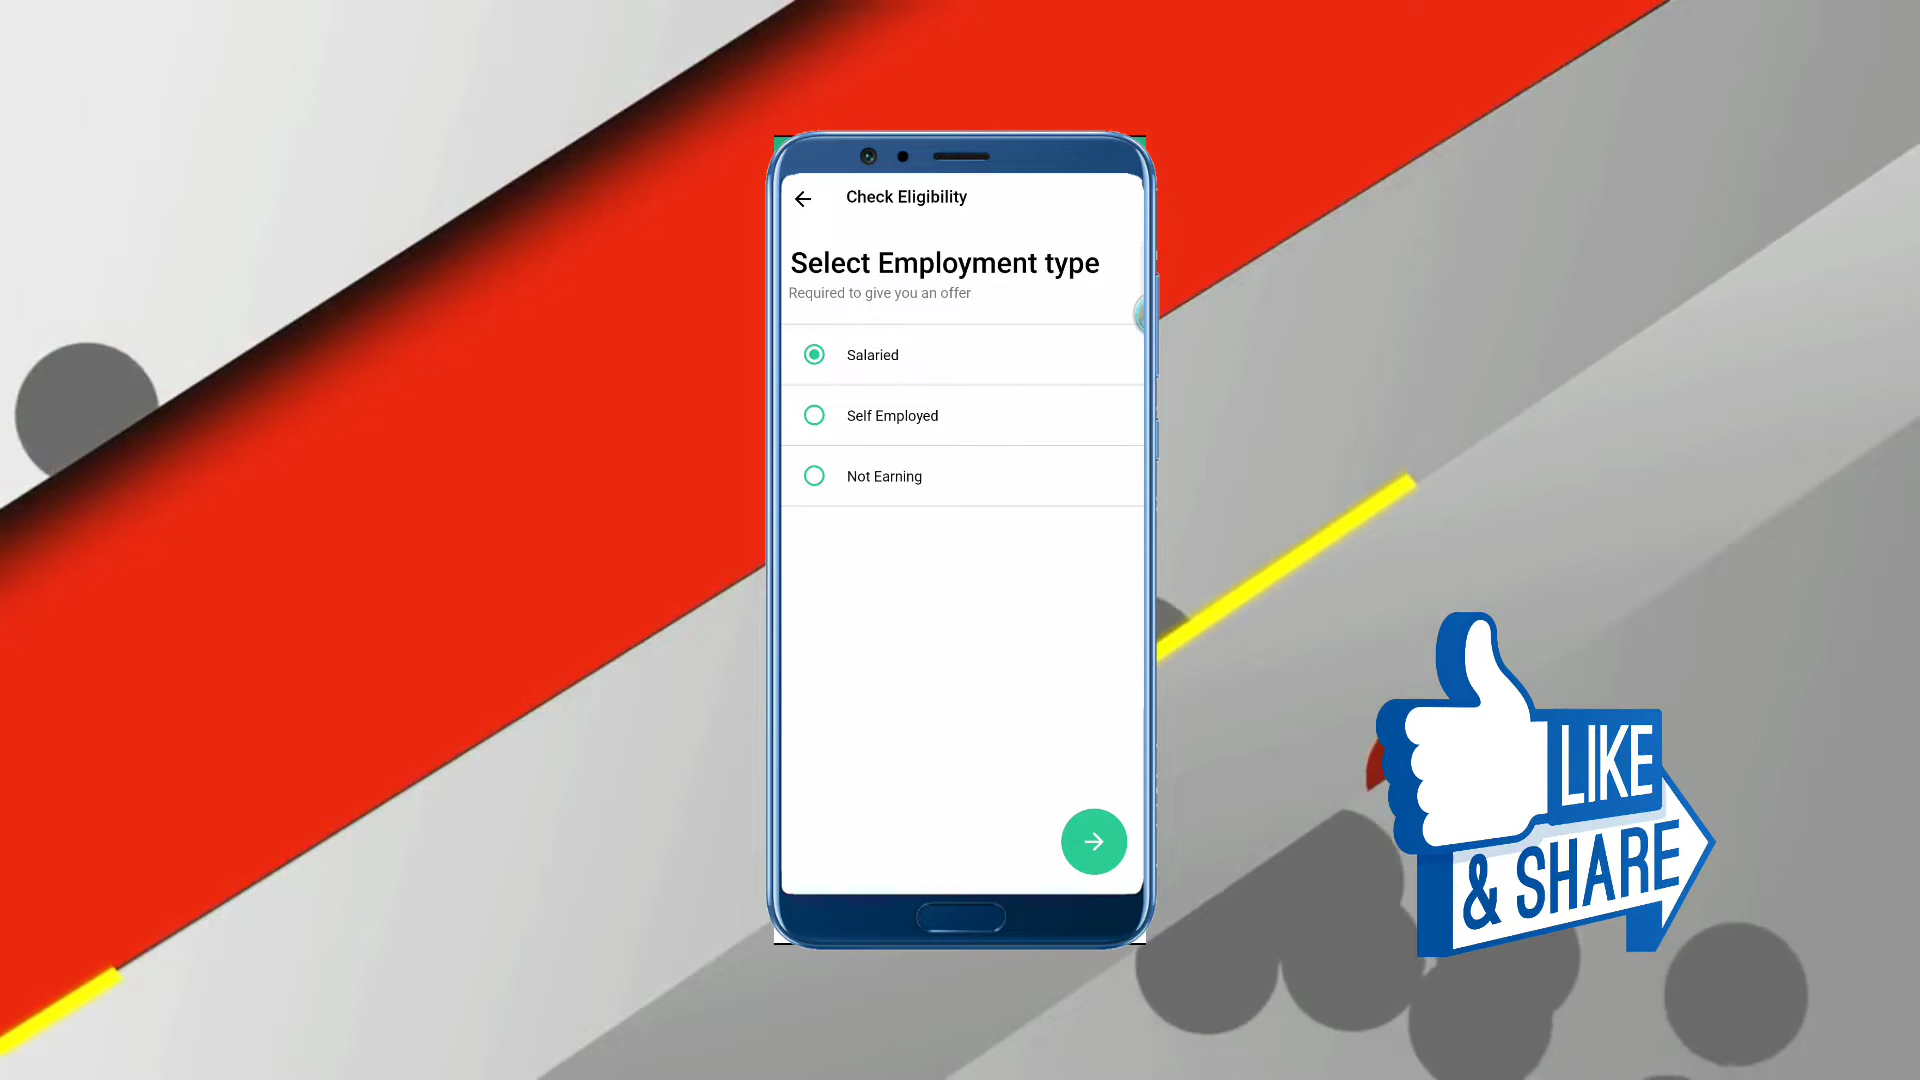 Check Eligibility
Select Employment type
Required to give you an offer
Salaried
Self Employed
Not Earning
LIKE
& SHARE